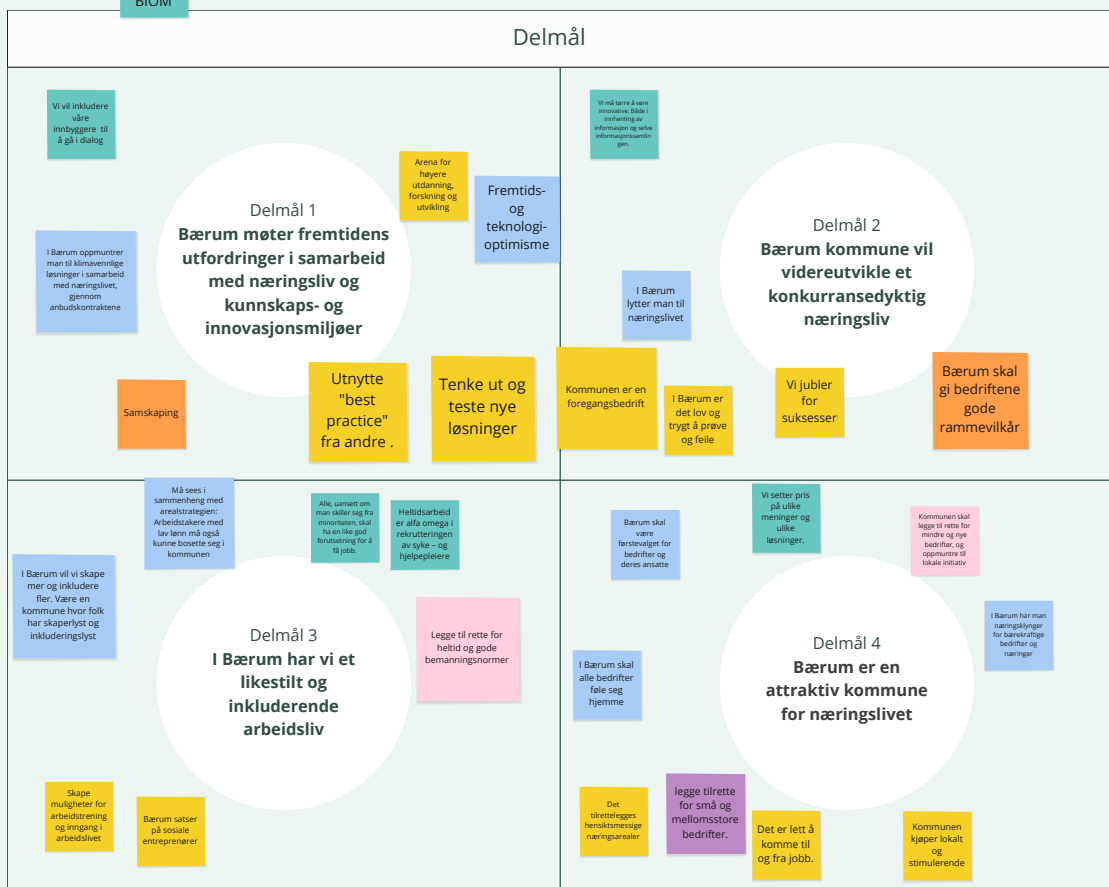 BIOM
Delmål
Vi vil inkludere
våre
innbyggere til
å gå i dialog
Arena for
høyere
utdanning,
forskning og
utvikling
Fremtids-
og
teknologi-
optimisme
Delmål 1
Bærum møter fremtidens
utfordringer i samarbeid
med næringsliv og
kunnskaps- og
innovasjonsmiljøer
I Bærum oppmuntrer
man til klimavennlige
løsninger i samarbeid
med næringslivet,
gjennom
anbudskontraktene
Samskaping
Utnytte
"best
practice"
fra andre .
Tenke ut og
teste nye
løsninger
Vi må tørre å være
innovative: Både i
innhenting av
informasjon og selve
informasjonssamlin
gen.
Delmål 2
Bærum kommune vil
videreutvikle et
konkurransedyktig
næringsliv
I Bærum
lytter man til
næringslivet
Kommunen er en
foregangsbedrift
I Bærum er
det lov og
trygt å prøve
og feile
Vi jubler
for
suksesser
Bærum skal
gi bedriftene
gode
rammevilkår
Må sees i
sammenheng med
arealstrategien:
Arbeidstakere med
lav lønn må også
kunne bosette seg i
kommunen
Alle, uansett om
man skiller seg fra
minoriteten, skal
ha en like god
forutsetning for å
få jobb.
Heltidsarbeid
er alfa omega i
rekrutteringen
av syke – og
hjelpepleiere
I Bærum vil vi skape
mer og inkludere
fler. Være en
kommune hvor folk
har skaperlyst og
inkluderingslyst
Delmål 3
I Bærum har vi et
likestilt og
inkluderende
arbeidsliv
Legge til rette for
heltid og gode
bemanningsnormer
Skape
muligheter for
arbeidstrening
og inngang i
arbeidslivet
Bærum satser
på sosiale
entreprenører
Bærum skal
være
førstevalget for
bedrifter og
deres ansatte
Vi setter pris
på ulike
meninger og
ulike
løsninger.
Kommunen skal
legge til rette for
mindre og nye
bedrifter, og
oppmuntre til
lokale initiativ
I Bærum har man
næringsklynger
for bærekraftige
bedrifter og
næringer
Delmål 4
Bærum er en
attraktiv kommune
for næringslivet
I Bærum skal
alle bedrifter
føle seg
hjemme
Det
tilrettelegges
hensiktsmessige
næringsarealer
legge tilrette
for små og
mellomsstore
bedrifter.
Det er lett å
komme til
og fra jobb.
Kommunen
kjøper lokalt
og
stimulerende